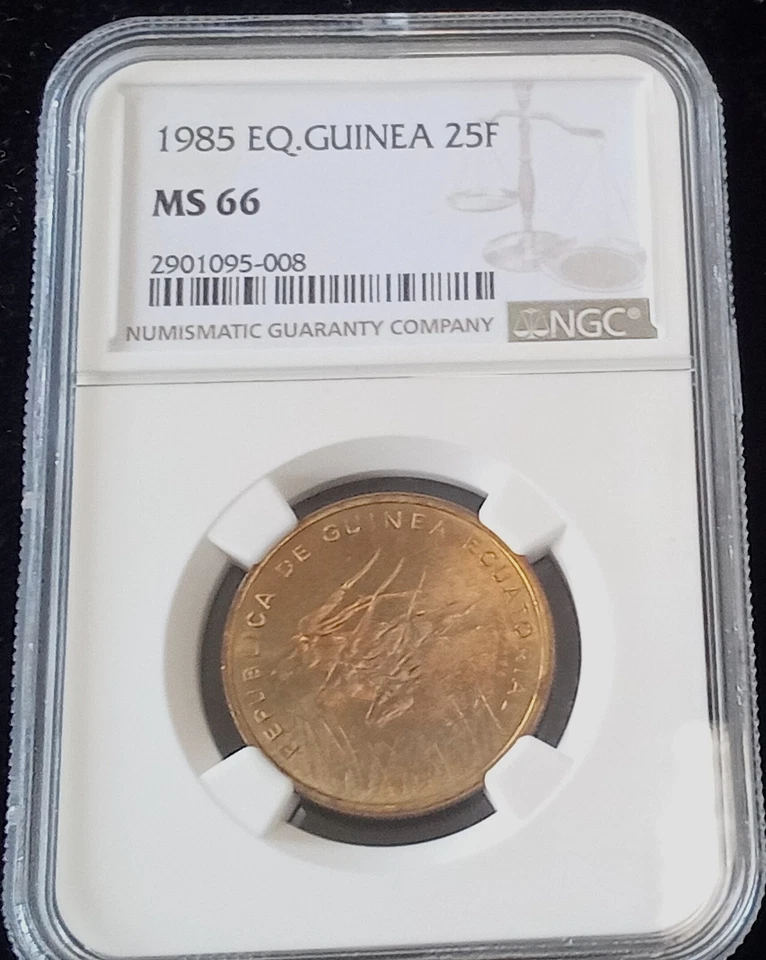 1985 EQ.GUINEA 25F
MS 66
2901095-008
NUMISMATIC GUARANTY COMPANY
NGC®
REPUBLICA DE GUINEA ECUATORIAL